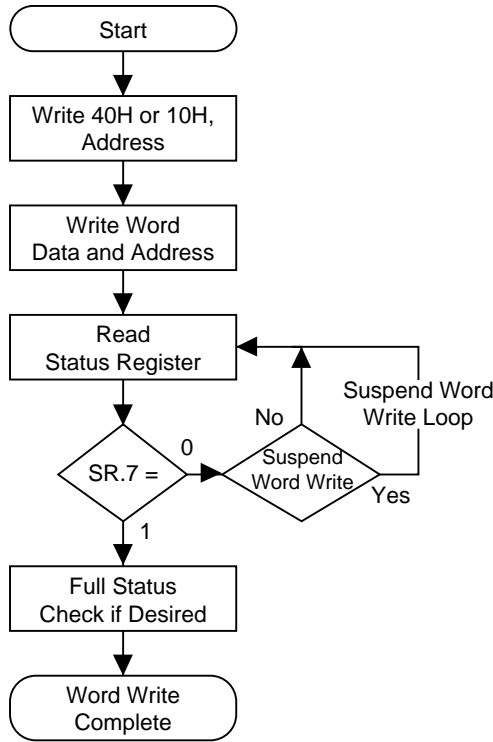 Start
Write 40H or 10H,
Address
Write Word
Data and Address
Read
Status Register
Suspend Word
Write Loop
No
SR.7 =
0
Suspend
Word Write
Yes
1
Full Status
Check if Desired
Word Write
Complete